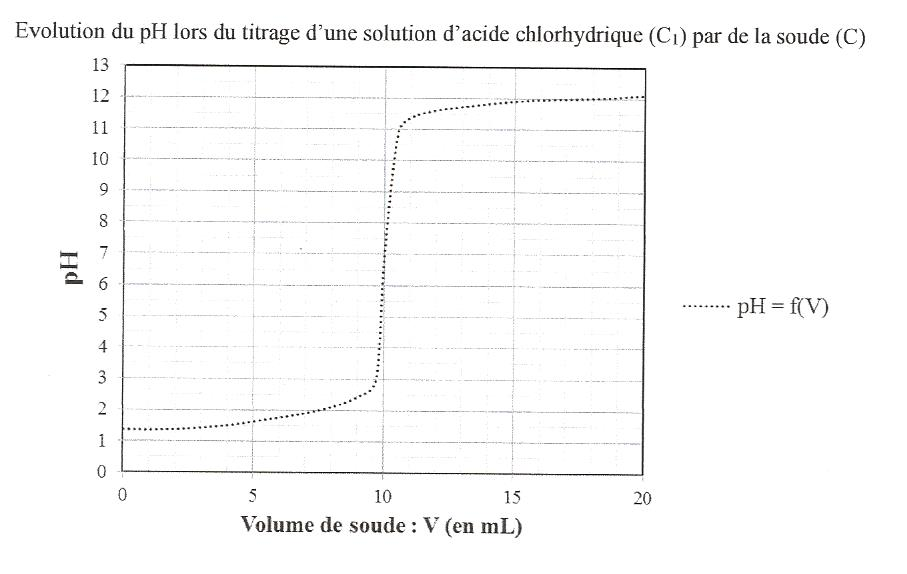 Evolution du pH lors du titrage d'une solution d'acide chlorhydrique (C₁) par de la soude (C)
13
12
11
10
9
8
7
6
5
4
3
2
1
0
pH
0 5 10 15 20
Volume de soude : V (en mL)
pH = f(V)